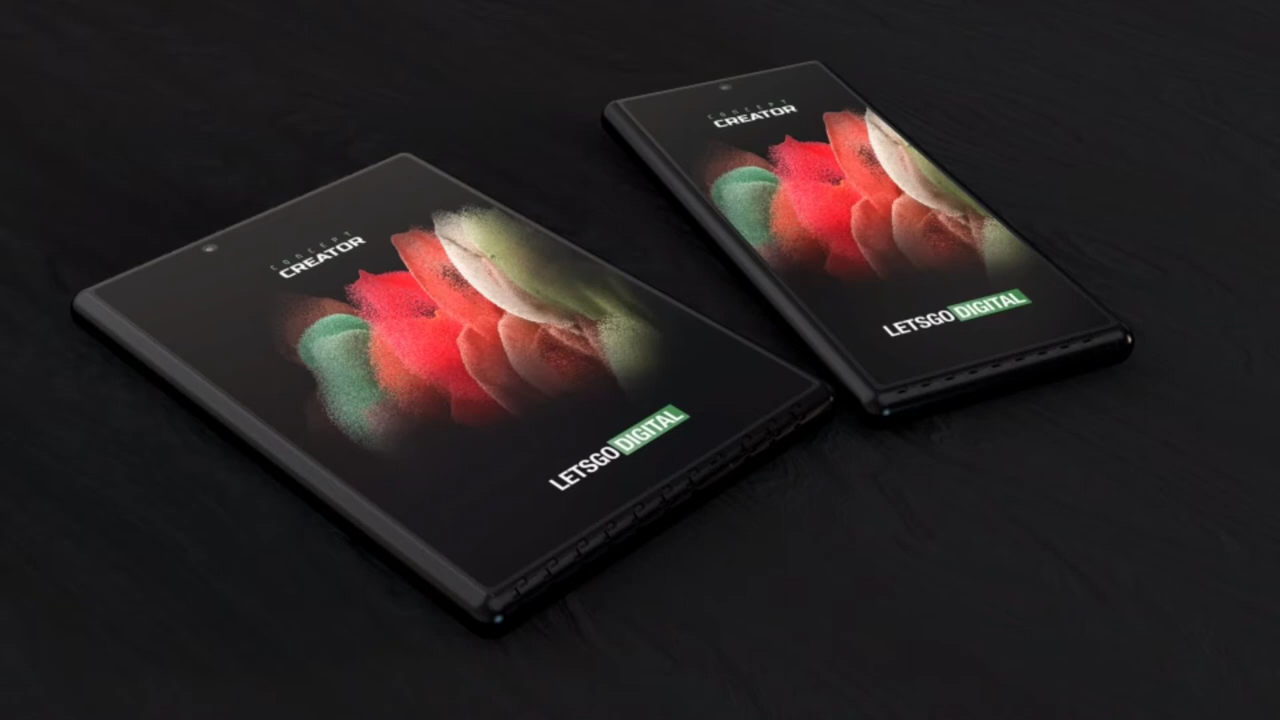 CONCEPT
CREATOR
LETSGO DIGITAL
CONCEPT
CREATOR
LETSGO DIGITAL